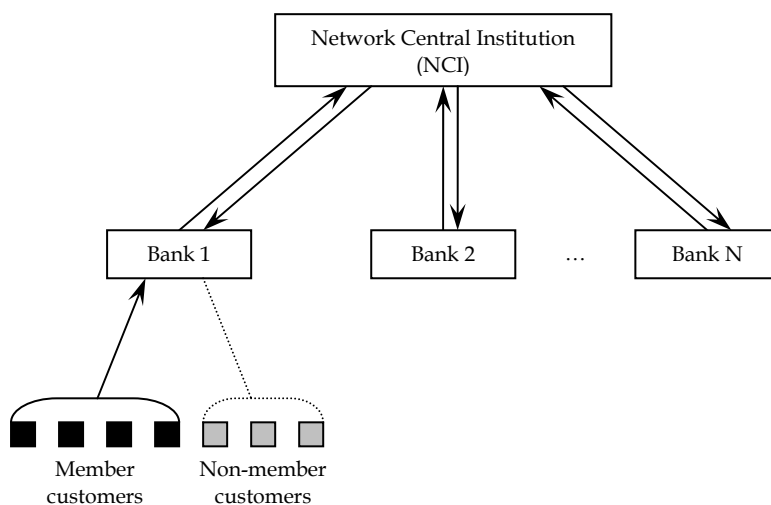 Network Central Institution
(NCI)
Bank 1
Bank 2
...
Bank N
Member
customers
Non-member
customers